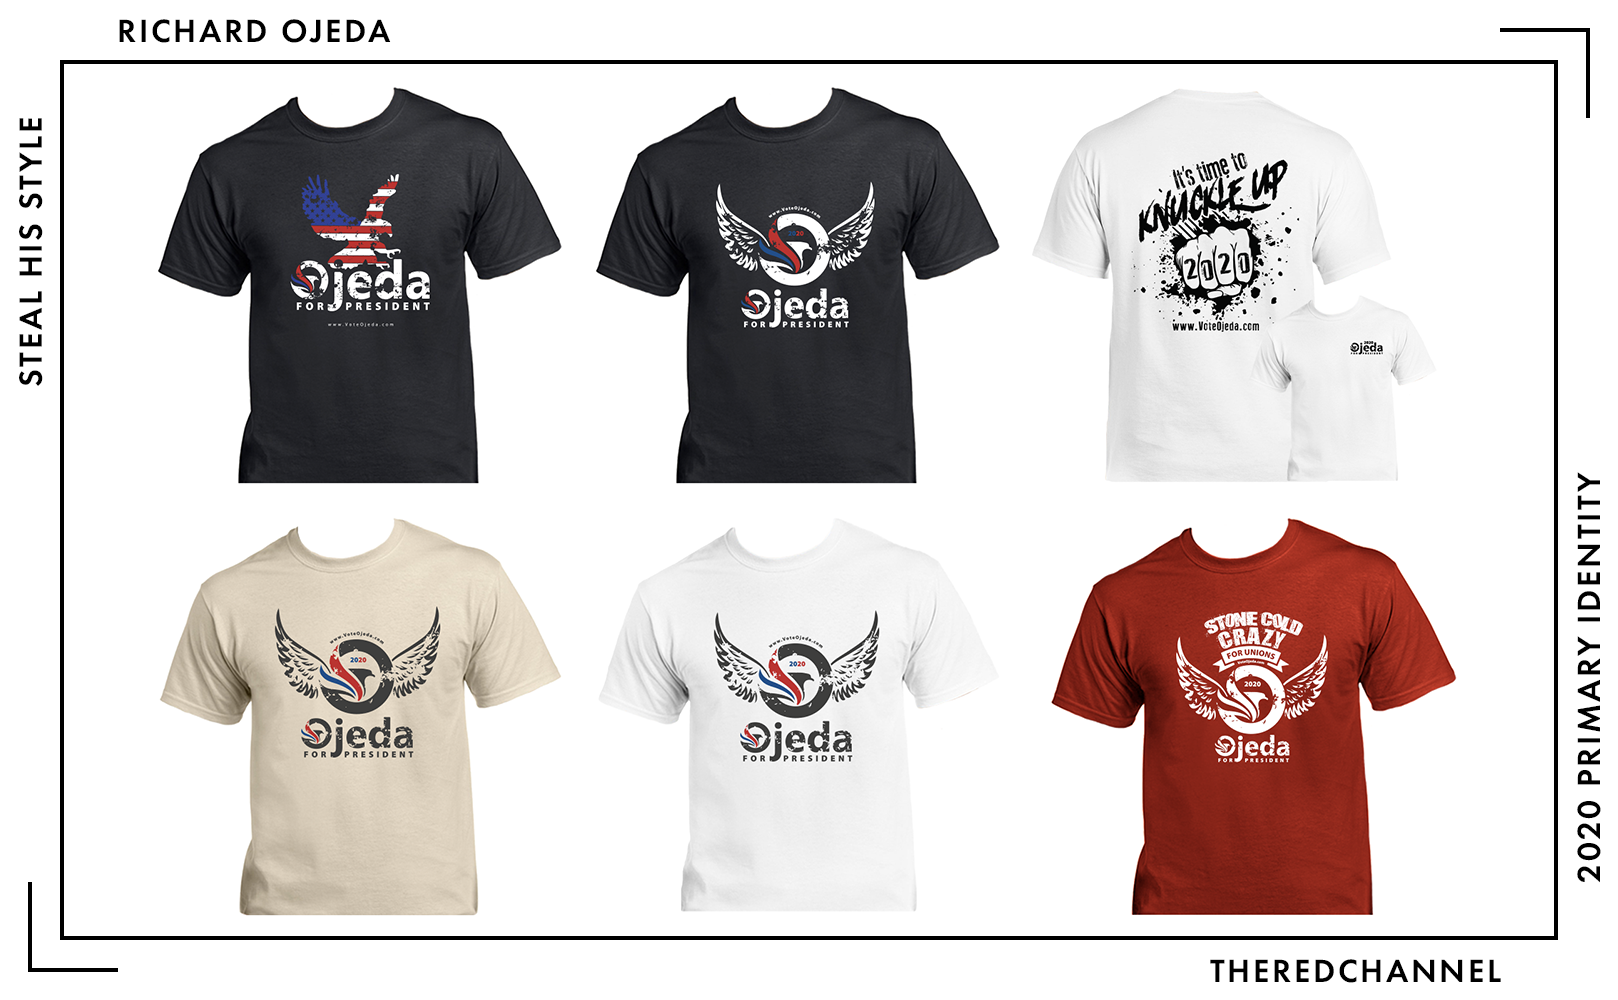 RICHARD OJEDA
STEAL HIS STYLE
Ojeda
FOR PRESIDENT
www.VoteOjeda.com
www.VoteOjeda.com
2020
Ojeda
FOR PRESIDENT
It's time to
KNUCKLE UP
2020
www.VoteOjeda.com
2020
Ojeda
FOR PRESIDENT
www.VoteOjeda.com
2020
Ojeda
FOR PRESIDENT
www.VoteOjeda.com
2020
Ojeda
FOR PRESIDENT
STONE COLD
CRAZY
FOR UNIONS
VoteOjeda.com
2020
Ojeda
FOR PRESIDENT
2020 PRIMARY IDENTITY
THEREDCHANNEL